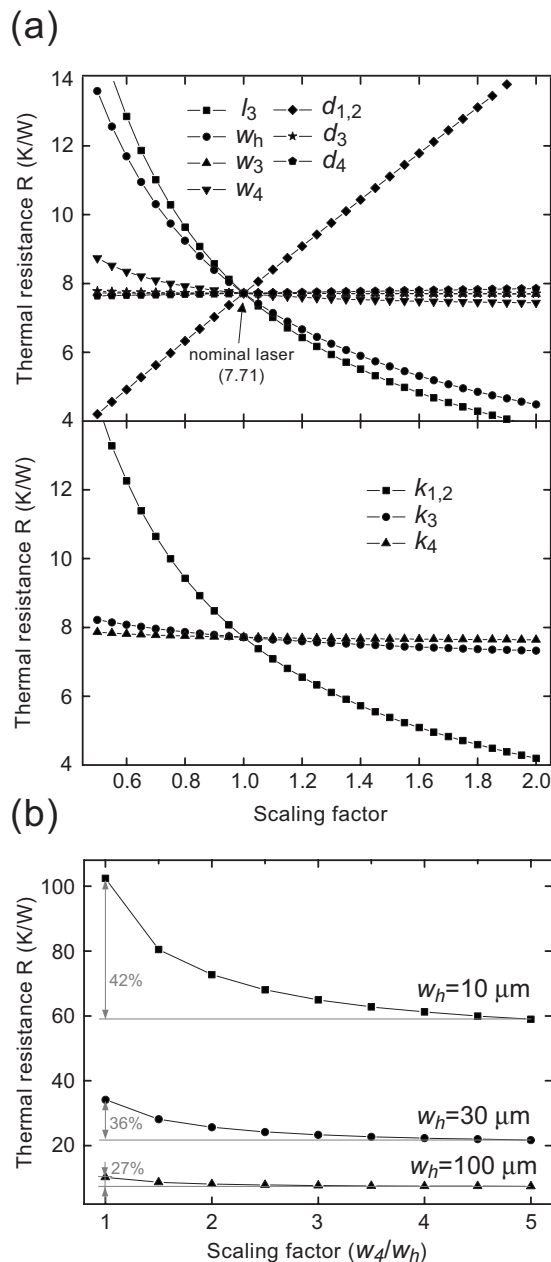 (a)
14
12
10
8
6
4
Thermal resistance R (K/W)
l3
wh
w3
w4
d1,2
d3
d4
nominal laser
(7.71)
12
10
8
6
4
Thermal resistance R (K/W)
k1,2
k3
k4
0.6 0.8 1.0 1.2 1.4 1.6 1.8 2.0
Scaling factor
(b)
100
80
60
40
20
Thermal resistance R (K/W)
42%
wh=10 μm
36%
wh=30 μm
27%
wh=100 μm
1 2 3 4 5
Scaling factor (w4/wh)